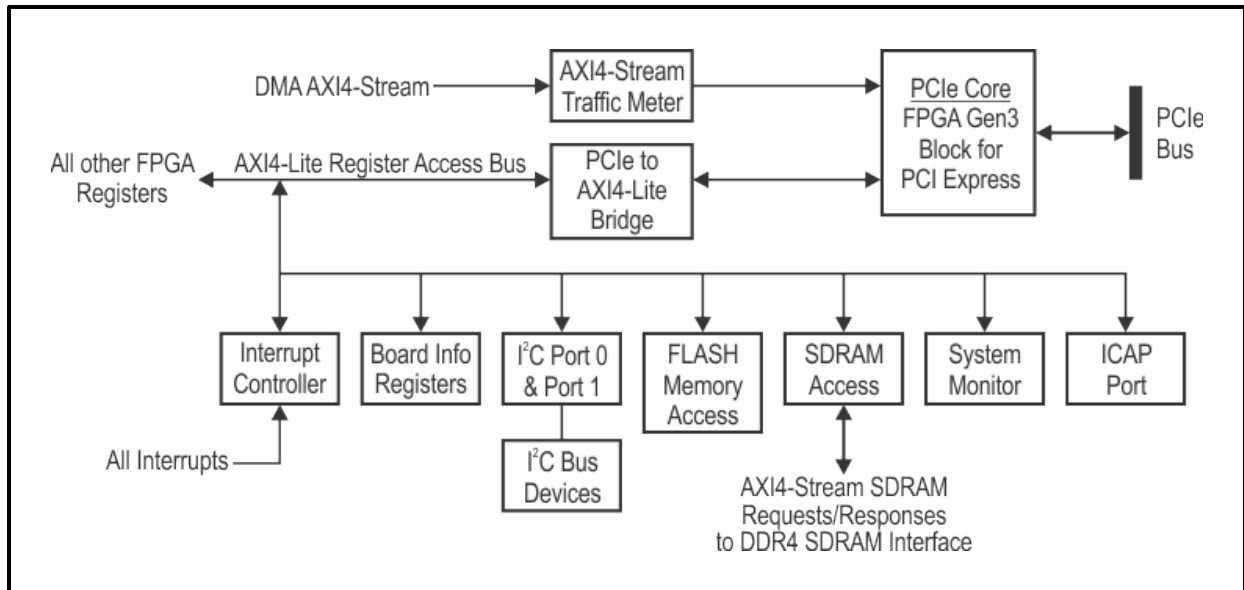 DMA AXI4-Stream
AXI4-Stream
Traffic Meter
PCIe Core
FPGA Gen3
Block for
PCI Express
PCIe
Bus
All other FPGA
Registers
AXI4-Lite Register Access Bus
PCIe to
AXI4-Lite
Bridge
Interrupt
Controller
Board Info
Registers
I²C Port 0
& Port 1
FLASH
Memory
Access
SDRAM
Access
System
Monitor
ICAP
Port
All Interrupts
I²C Bus
Devices
AXI4-Stream SDRAM
Requests/Responses
to DDR4 SDRAM Interface